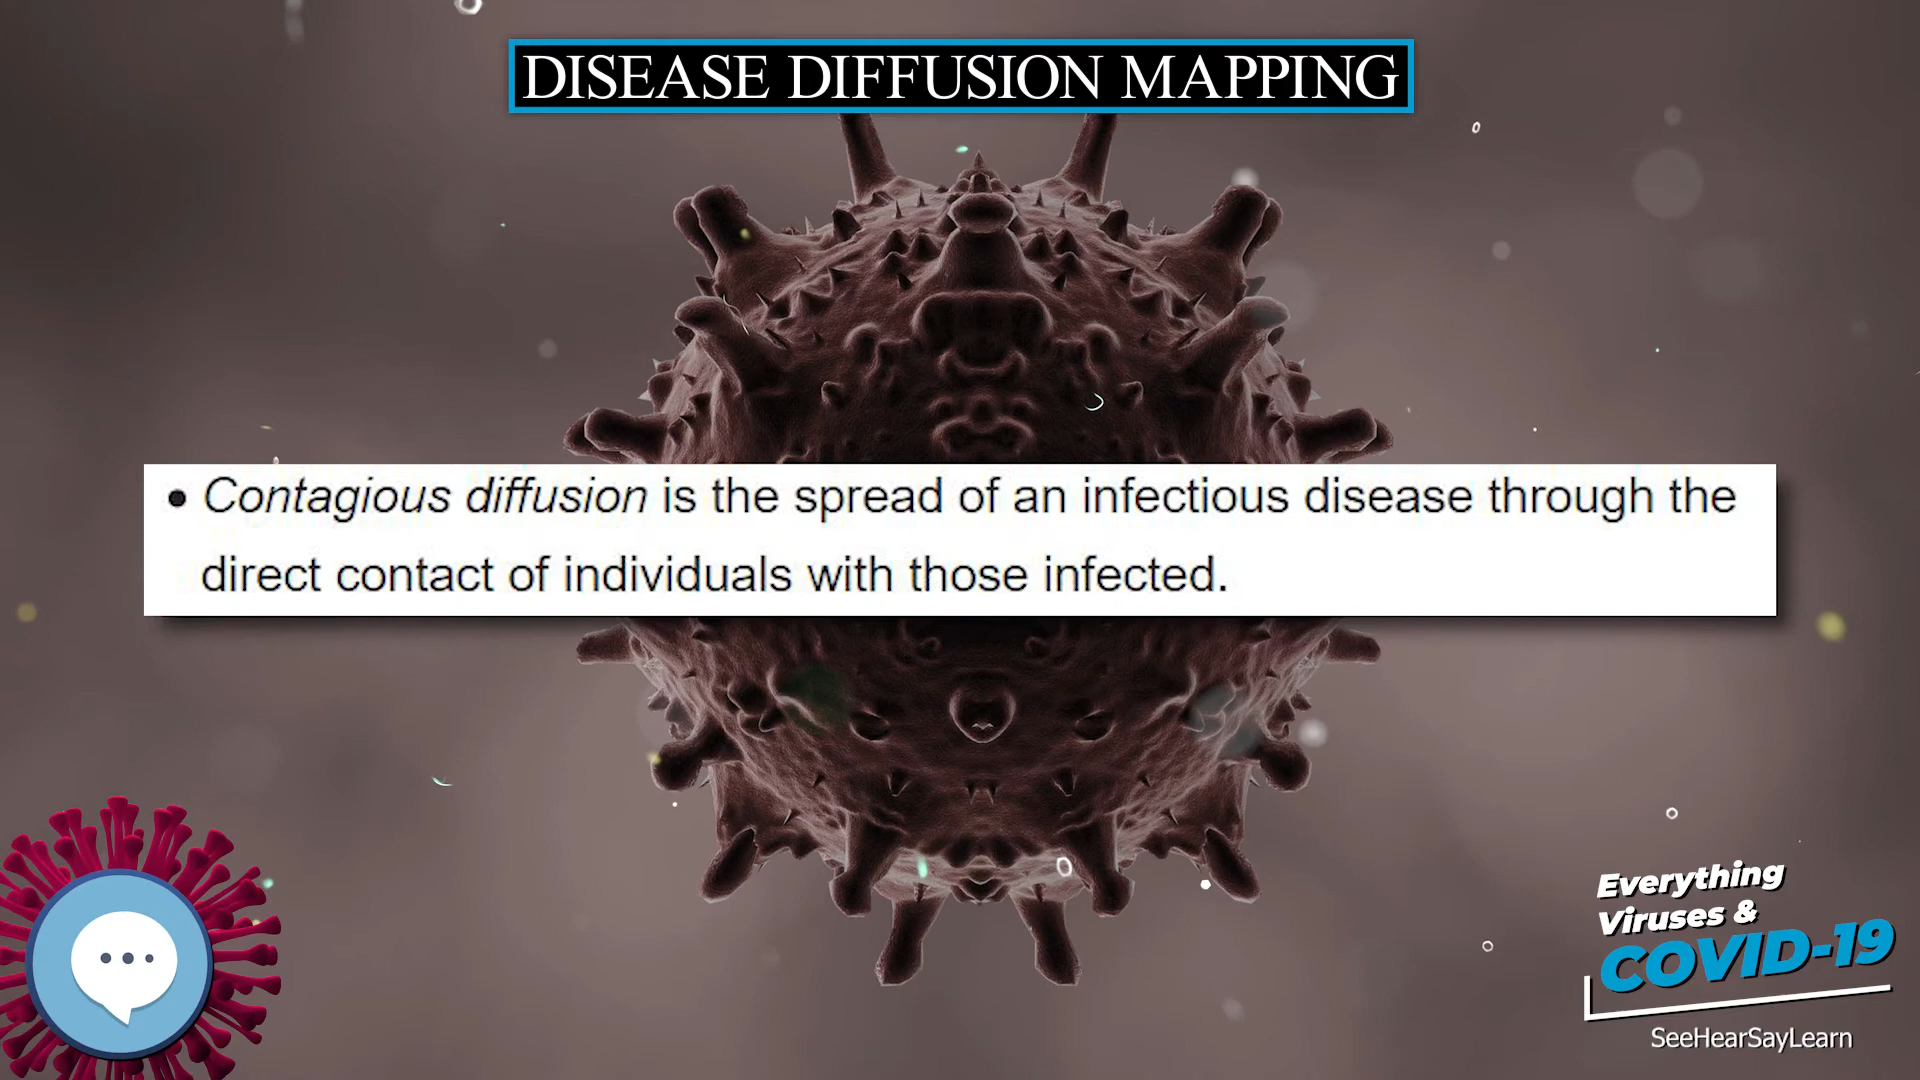 DISEASE DIFFUSION MAPPING
• Contagious diffusion is the spread of an infectious disease through the
direct contact of individuals with those infected.
Everything
Viruses &
COVID-19
SeeHearSayLearn